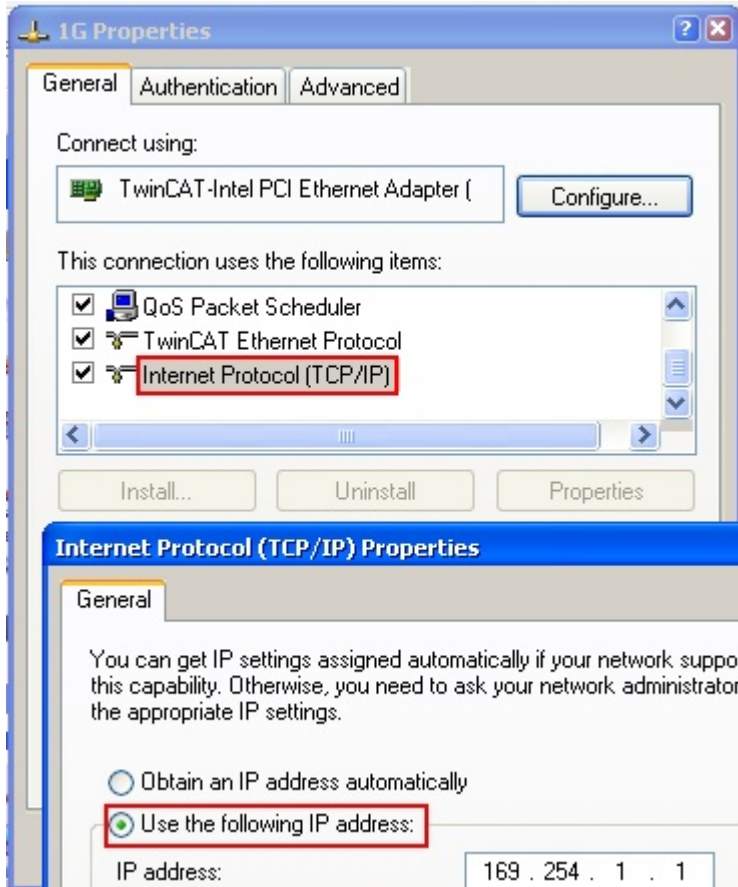 1G Properties
General Authentication Advanced
Connect using:
TwinCAT-Intel PCI Ethernet Adapter (
Configure...
This connection uses the following items:
QoS Packet Scheduler
TwinCAT Ethernet Protocol
Internet Protocol (TCP/IP)
Install... Uninstall Properties
Internet Protocol (TCP/IP) Properties
General
You can get IP settings assigned automatically if your network suppo
this capability. Otherwise, you need to ask your network administrator
the appropriate IP settings.
Obtain an IP address automatically
Use the following IP address:
IP address: 169 . 254 . 1 . 1